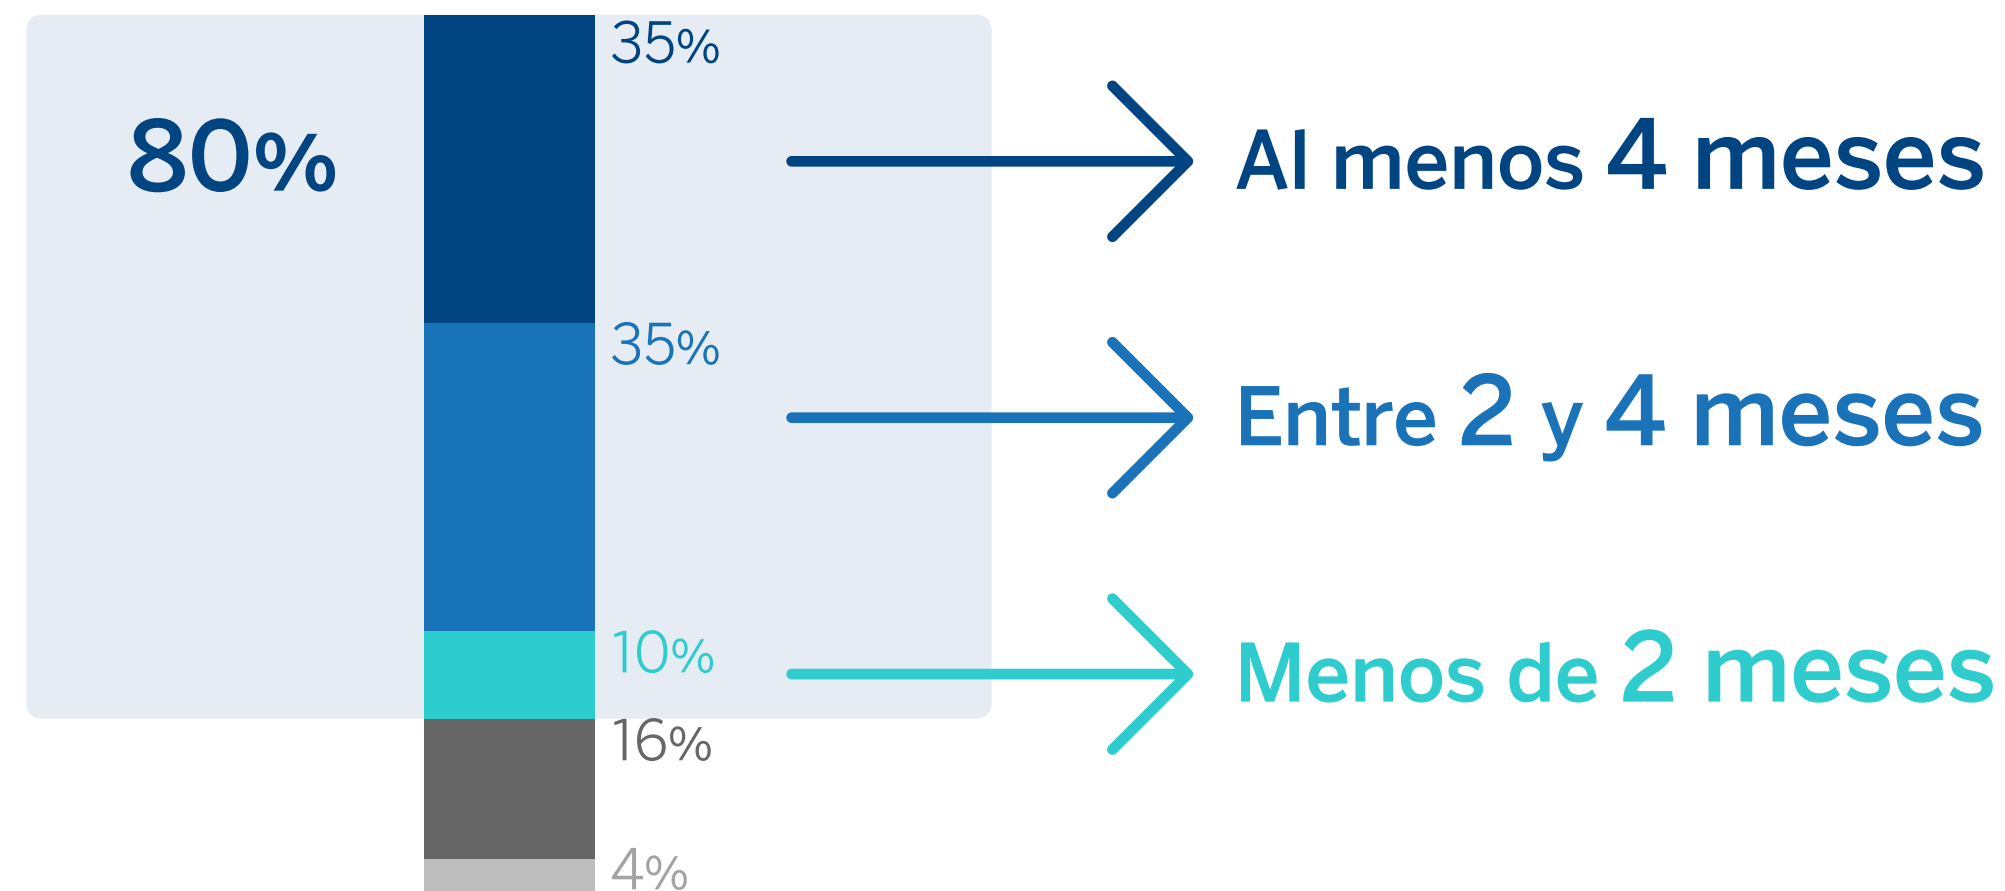 35%
80%
Al menos 4 meses
35%
Entre 2 y 4 meses
10%
Menos de 2 meses
16%
4%